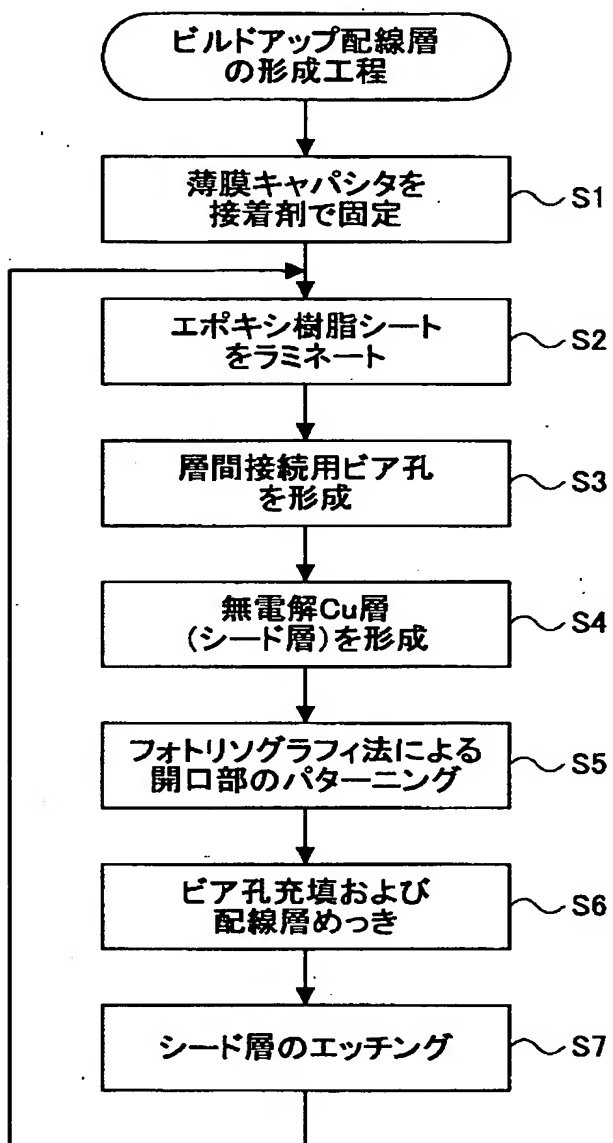 ビルドアップ配線層
の形成工程
薄膜キャパシタを
接着剤で固定
S1
エポキシ樹脂シート
をラミネート
S2
層間接続用ビア孔
を形成
S3
無電解Cu層
(シード層)を形成
S4
フォトリソグラフィ法による
開口部のパターニング
S5
ビア孔充填および
配線層めっき
S6
シード層のエッチング
S7